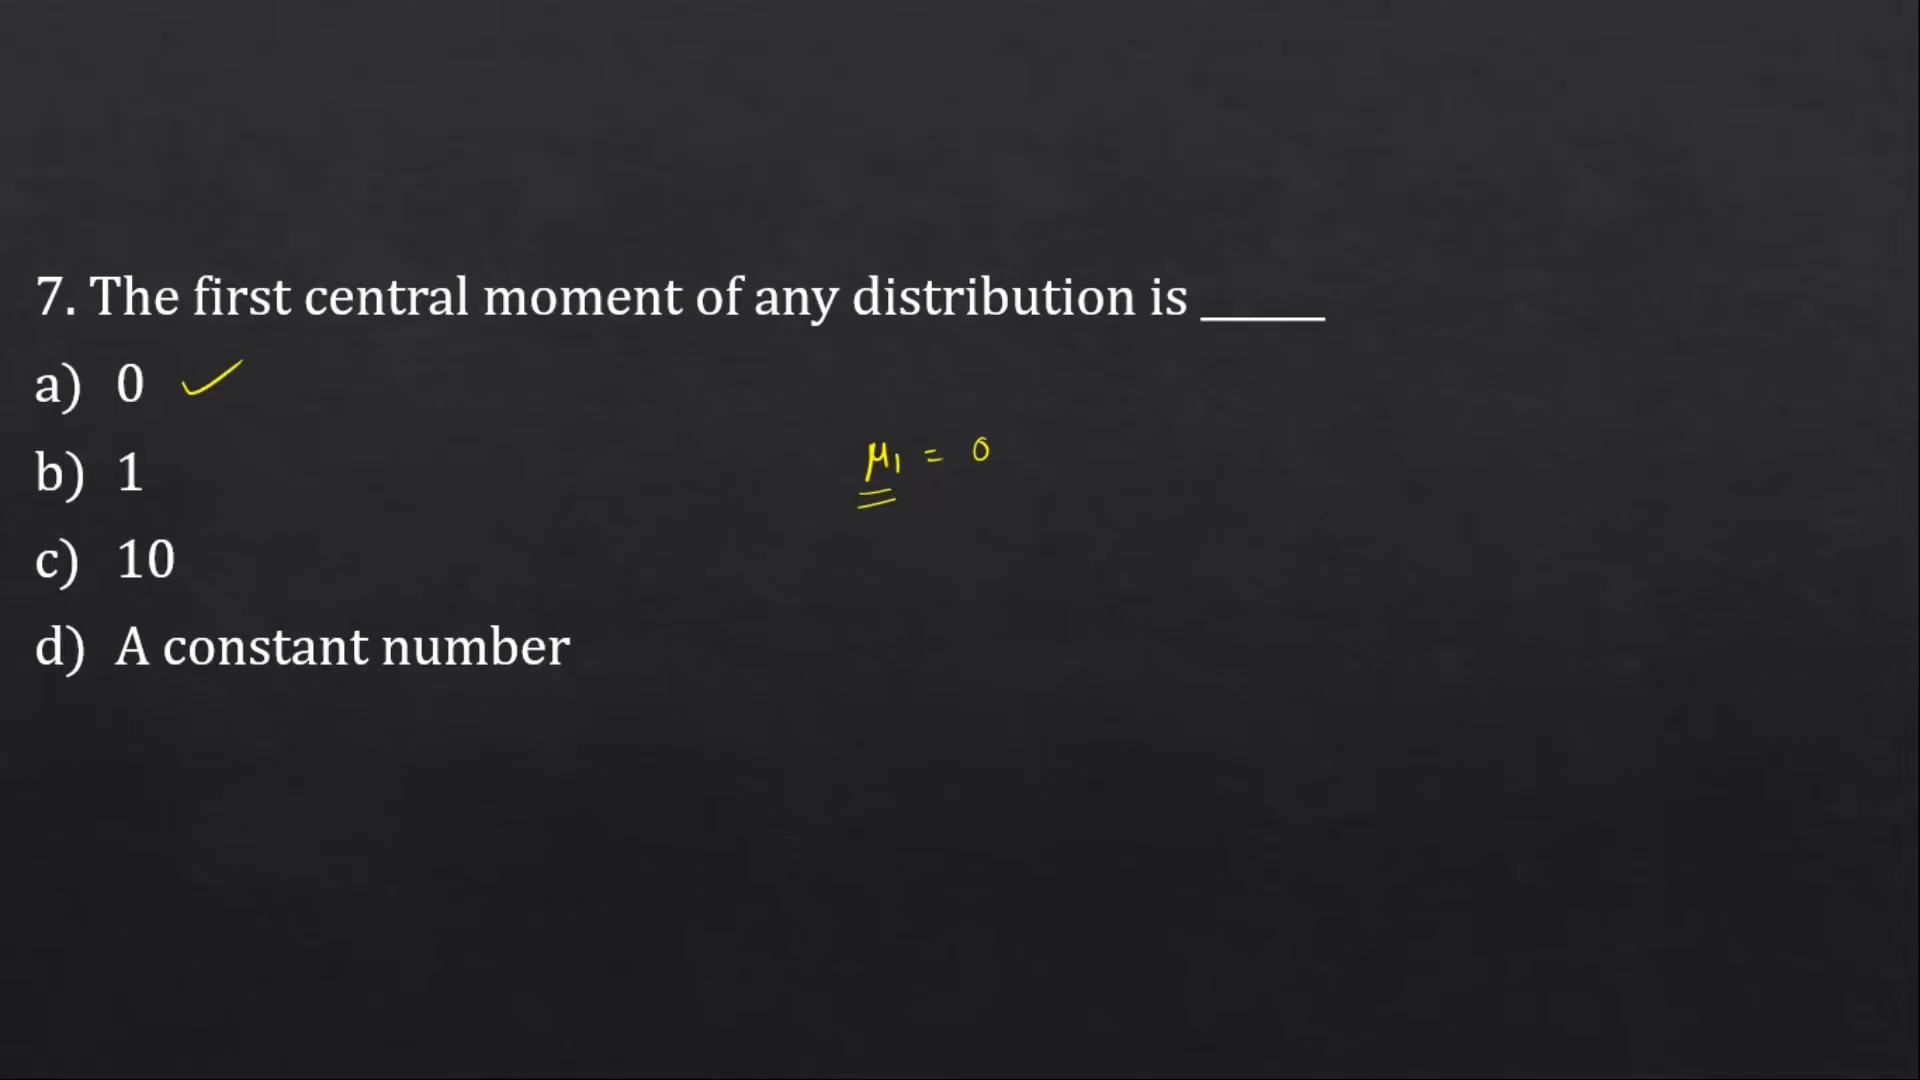 7. The first central moment of any distribution is _____
a) 0 ✓
b) 1
μ₁ = 0
c) 10
d) A constant number